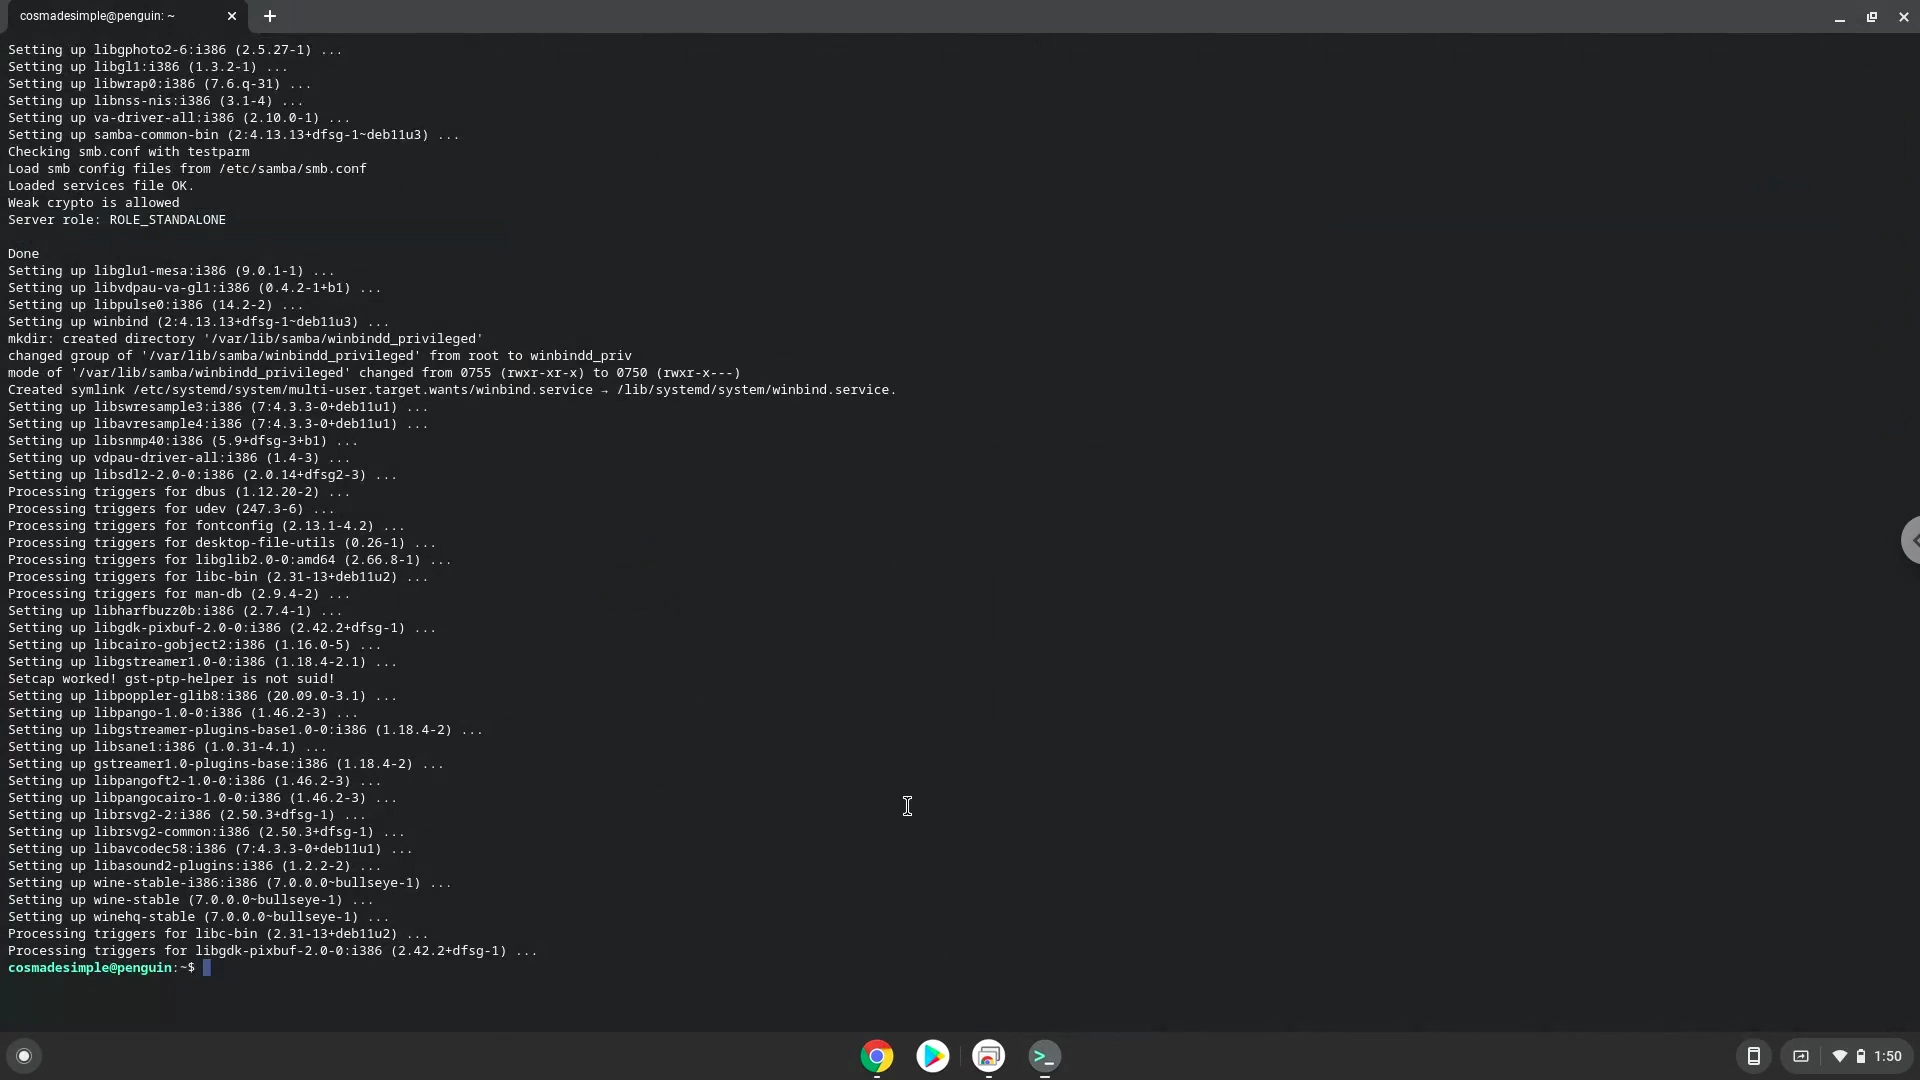 cosmadesimple@penguin: ~
Setting up libgphoto2-6:i386 (2.5.27-1) ...
Setting up libgl1:i386 (1.3.2-1) ...
Setting up libwrap0:i386 (7.6.q-31) ...
Setting up libnss-nis:i386 (3.1-4) ...
Setting up va-driver-all:i386 (2.10.0-1) ...
Setting up samba-common-bin (2:4.13.13+dfsg-1~deb11u3) ...
Checking smb.conf with testparm
Load smb config files from /etc/samba/smb.conf
Loaded services file OK.
Weak crypto is allowed
Server role: ROLE_STANDALONE
Done
Setting up libglu1-mesa:i386 (9.0.1-1) ...
Setting up libvdpau-va-gl1:i386 (0.4.2-1+b1) ...
Setting up libpulse0:i386 (14.2-2) ...
Setting up winbind (2:4.13.13+dfsg-1~deb11u3) ...
mkdir: created directory '/var/lib/samba/winbindd_privileged'
changed group of '/var/lib/samba/winbindd_privileged' from root to winbindd_priv
mode of '/var/lib/samba/winbindd_privileged' changed from 0755 (rwxr-xr-x) to 0750 (rwxr-x---)
Created symlink /etc/systemd/system/multi-user.target.wants/winbind.service → /lib/systemd/system/winbind.service.
Setting up libswresample3:i386 (7:4.3.3-0+deb11u1) ...
Setting up libavresample4:i386 (7:4.3.3-0+deb11u1) ...
Setting up libsnmp40:i386 (5.9+dfsg-3+b1) ...
Setting up vdpau-driver-all:i386 (1.4-3) ...
Setting up libsdl2-2.0-0:i386 (2.0.14+dfsg2-3) ...
Processing triggers for dbus (1.12.20-2) ...
Processing triggers for udev (247.3-6) ...
Processing triggers for fontconfig (2.13.1-4.2) ...
Processing triggers for desktop-file-utils (0.26-1) ...
Processing triggers for libglib2.0-0:amd64 (2.66.8-1) ...
Processing triggers for libc-bin (2.31-13+deb11u2) ...
Processing triggers for man-db (2.9.4-2) ...
Setting up libharfbuzz0b:i386 (2.7.4-1) ...
Setting up libgdk-pixbuf-2.0-0:i386 (2.42.2+dfsg-1) ...
Setting up libcairo-gobject2:i386 (1.16.0-5) ...
Setting up libgstreamer1.0-0:i386 (1.18.4-2.1) ...
Setcap worked! gst-ptp-helper is not suid!
Setting up libpoppler-glib8:i386 (20.09.0-3.1) ...
Setting up libpango-1.0-0:i386 (1.46.2-3) ...
Setting up libgstreamer-plugins-base1.0-0:i386 (1.18.4-2) ...
Setting up libsane1:i386 (1.0.31-4.1) ...
Setting up gstreamer1.0-plugins-base:i386 (1.18.4-2) ...
Setting up libpangoft2-1.0-0:i386 (1.46.2-3) ...
Setting up libpangocairo-1.0-0:i386 (1.46.2-3) ...
Setting up librsvg2-2:i386 (2.50.3+dfsg-1) ...
Setting up librsvg2-common:i386 (2.50.3+dfsg-1) ...
Setting up libavcodec58:i386 (7:4.3.3-0+deb11u1) ...
Setting up libasound2-plugins:i386 (1.2.2-2) ...
Setting up wine-stable-i386:i386 (7.0.0.0~bullseye-1) ...
Setting up wine-stable (7.0.0.0~bullseye-1) ...
Setting up winehq-stable (7.0.0.0~bullseye-1) ...
Processing triggers for libc-bin (2.31-13+deb11u2) ...
Processing triggers for libgdk-pixbuf-2.0-0:i386 (2.42.2+dfsg-1) ...
cosmadesimple@penguin:~$
1:50